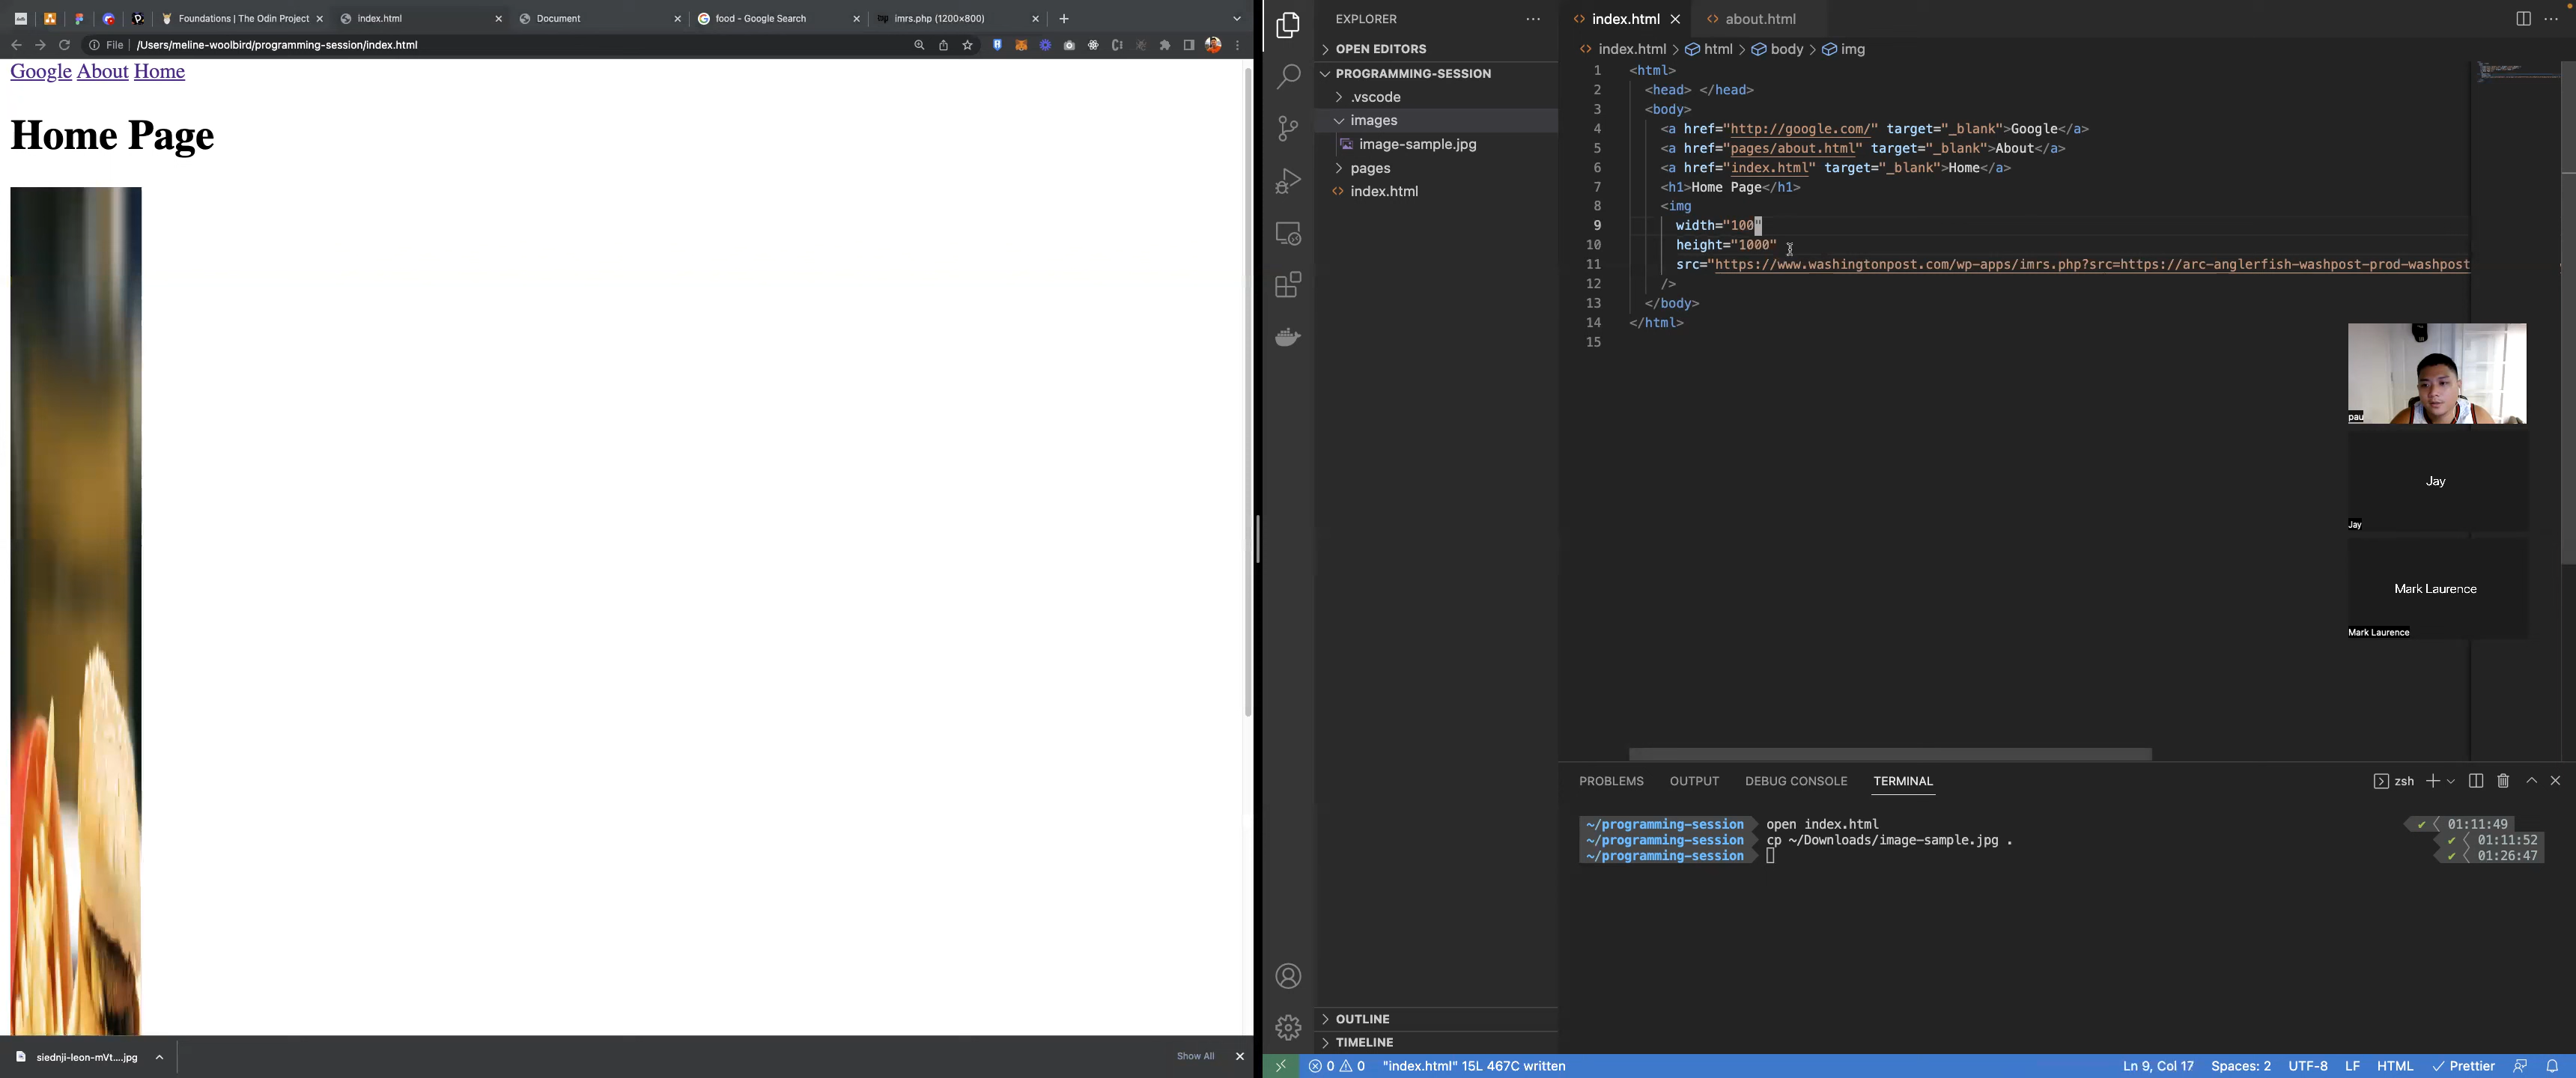 Foundations | The Odin Project
index.html
Document
food - Google Search
imrs.php (1200×800)
File | /Users/meline-woolbird/programming-session/index.html
Google About Home
Home Page
siednji-leon-mVt....jpg
Show All
EXPLORER
OPEN EDITORS
PROGRAMMING-SESSION
.vscode
images
image-sample.jpg
pages
index.html
OUTLINE
TIMELINE
index.html
about.html
index.html > html > body > img
1 <html>
2 <head> </head>
3 <body>
4 <a href="http://google.com/" target="_blank">Google</a>
5 <a href="pages/about.html" target="_blank">About</a>
6 <a href="index.html" target="_blank">Home</a>
7 <h1>Home Page</h1>
8 <img
9 width="100"
10 height="1000"
11 src="https://www.washingtonpost.com/wp-apps/imrs.php?src=https://arc-anglerfish-washpost-prod-washpost
12 />
13 </body>
14 </html>
15
pau
Jay
Jay
Mark Laurence
Mark Laurence
PROBLEMS OUTPUT DEBUG CONSOLE TERMINAL
zsh
~/programming-session open index.html 01:11:49
~/programming-session cp ~/Downloads/image-sample.jpg . 01:11:52
~/programming-session 01:26:47
0 0 "index.html" 15L 467C written
Ln 9, Col 17 Spaces: 2 UTF-8 LF HTML Prettier